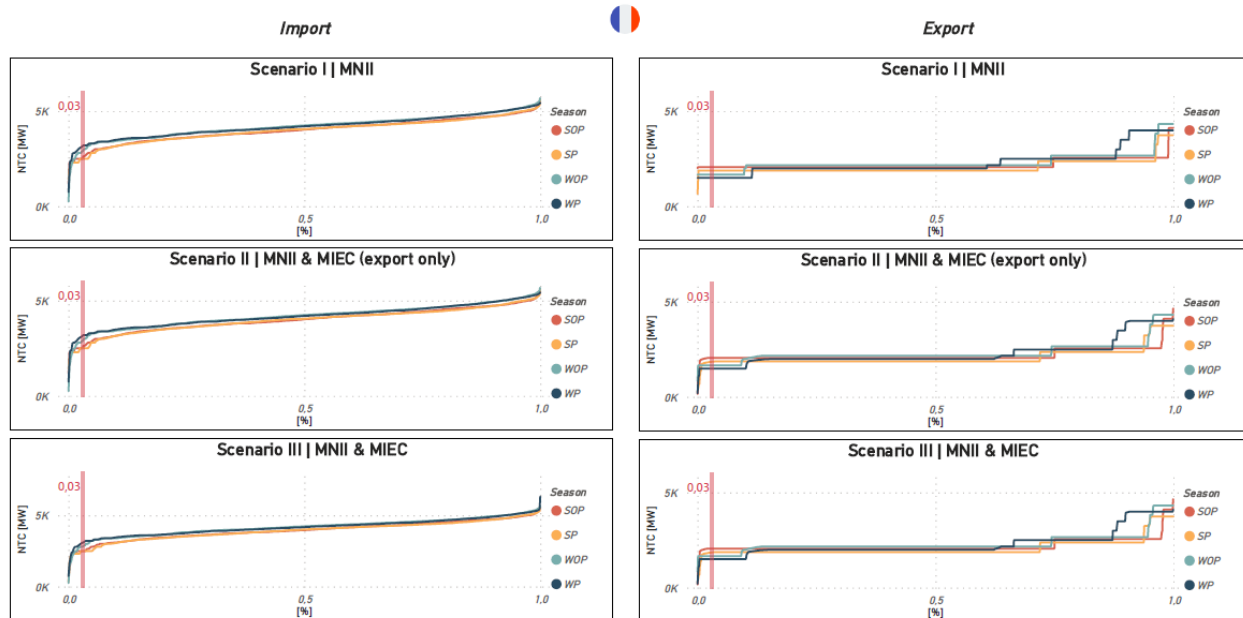 Import
Export
Scenario I | MNII
NTC [MW]
5K
0K
0,03
0,0
0,5
1,0
[%]
Season
SOP
SP
WOP
WP
Scenario I | MNII
NTC [MW]
5K
0K
0,03
0,0
0,5
1,0
[%]
Season
SOP
SP
WOP
WP
Scenario II | MNII & MIEC (export only)
NTC [MW]
5K
0K
0,03
0,0
0,5
1,0
[%]
Season
SOP
SP
WOP
WP
Scenario II | MNII & MIEC (export only)
NTC [MW]
5K
0K
0,03
0,0
0,5
1,0
[%]
Season
SOP
SP
WOP
WP
Scenario III | MNII & MIEC
NTC [MW]
5K
0K
0,03
0,0
0,5
1,0
[%]
Season
SOP
SP
WOP
WP
Scenario III | MNII & MIEC
NTC [MW]
5K
0K
0,03
0,0
0,5
1,0
[%]
Season
SOP
SP
WOP
WP